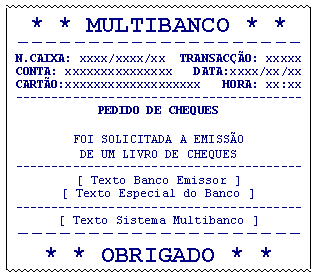 * * MULTIBANCO * *
N.CAIXA: xxxx/xxxx/xx TRANSACÇÃO: xxxxx
CONTA: xxxxxxxxxxxxxxx DATA:xxxx/xx/xx
CARTÃO:xxxxxxxxxxxxxxxxxxx HORA: xx:xx
PEDIDO DE CHEQUES
FOI SOLICITADA A EMISSÃO
DE UM LIVRO DE CHEQUES
[ Texto Banco Emissor ]
[ Texto Especial do Banco ]
[ Texto Sistema Multibanco ]
* * OBRIGADO * *